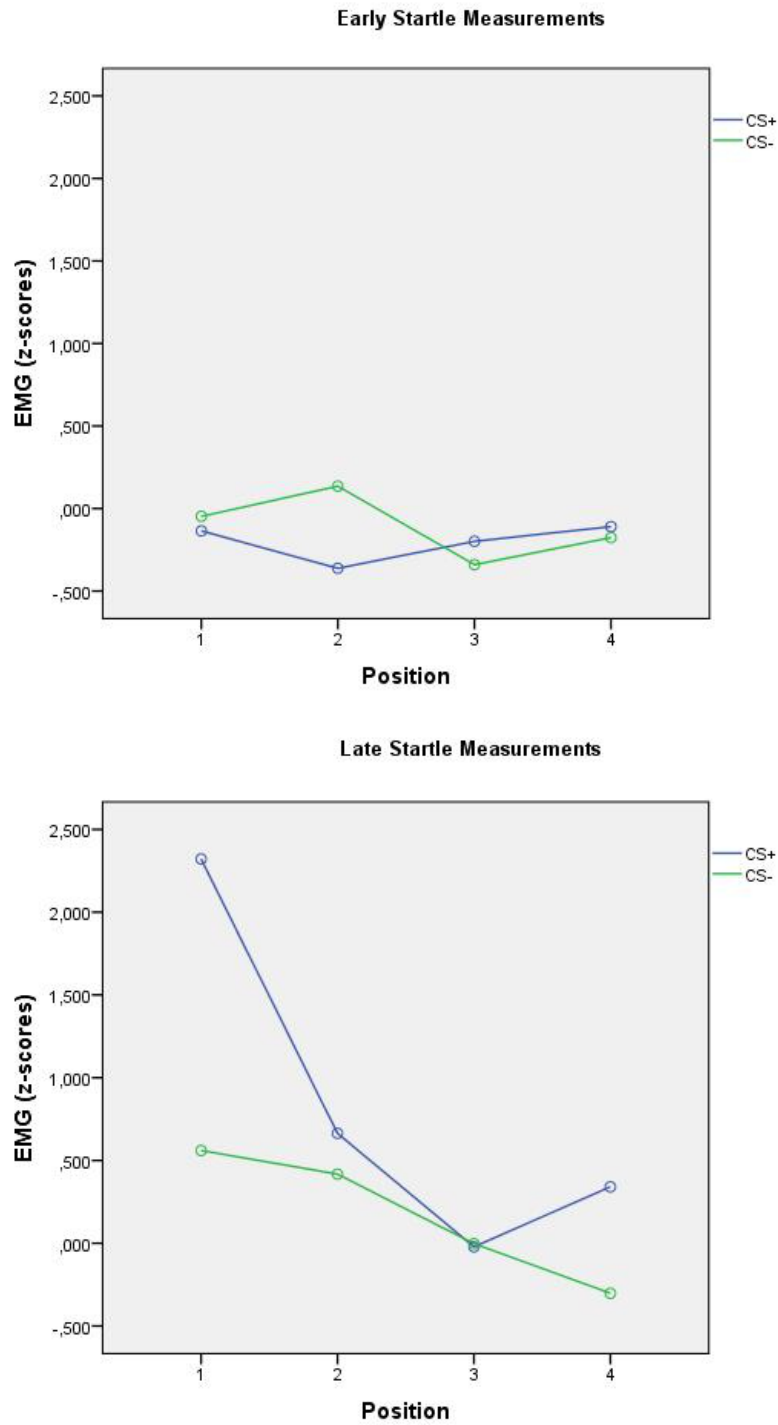 Early Startle Measurements
2,500
2,000
1,500
1,000
,500
,000
-,500
EMG (z-scores)
1 2 3 4
Position
CS+
CS-
Late Startle Measurements
2,500
2,000
1,500
1,000
,500
,000
-,500
EMG (z-scores)
1 2 3 4
Position
CS+
CS-